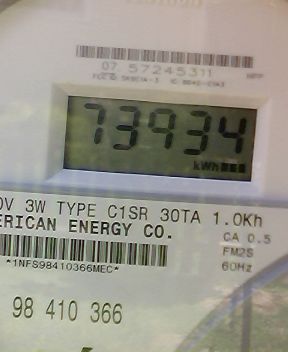 07 57245311
73934
kWh
0V 3W TYPE C1SR 30TA 1.0Kh
ERICAN ENERGY CO.
CA 0.5
FM2S
60Hz
*1NFS98410366MEC*
98 410 366